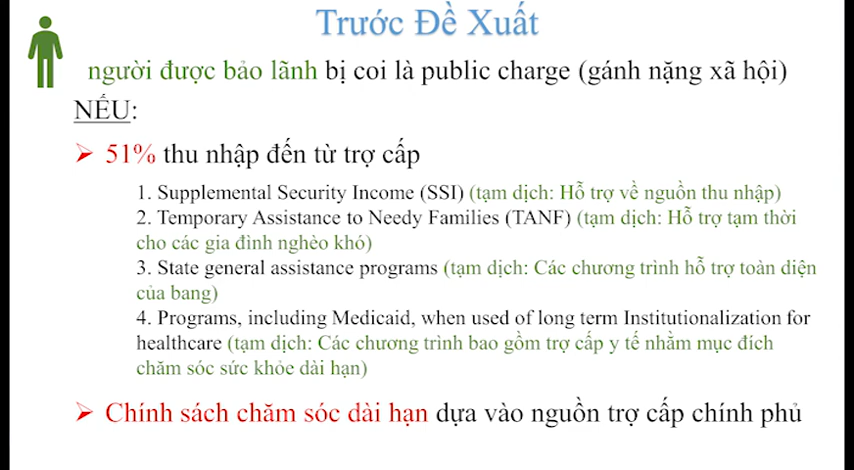 Trước Đề Xuất
người được bảo lãnh bị coi là public charge (gánh nặng xã hội)
NẾU:
➢ 51% thu nhập đến từ trợ cấp
1. Supplemental Security Income (SSI) (tạm dịch: Hỗ trợ về nguồn thu nhập)
2. Temporary Assistance to Needy Families (TANF) (tạm dịch: Hỗ trợ tạm thời
cho các gia đình nghèo khó)
3. State general assistance programs (tạm dịch: Các chương trình hỗ trợ toàn diện
của bang)
4. Programs, including Medicaid, when used of long term Institutionalization for
healthcare (tạm dịch: Các chương trình bao gồm trợ cấp y tế nhằm mục đích
chăm sóc sức khỏe dài hạn)
➢ Chính sách chăm sóc dài hạn dựa vào nguồn trợ cấp chính phủ